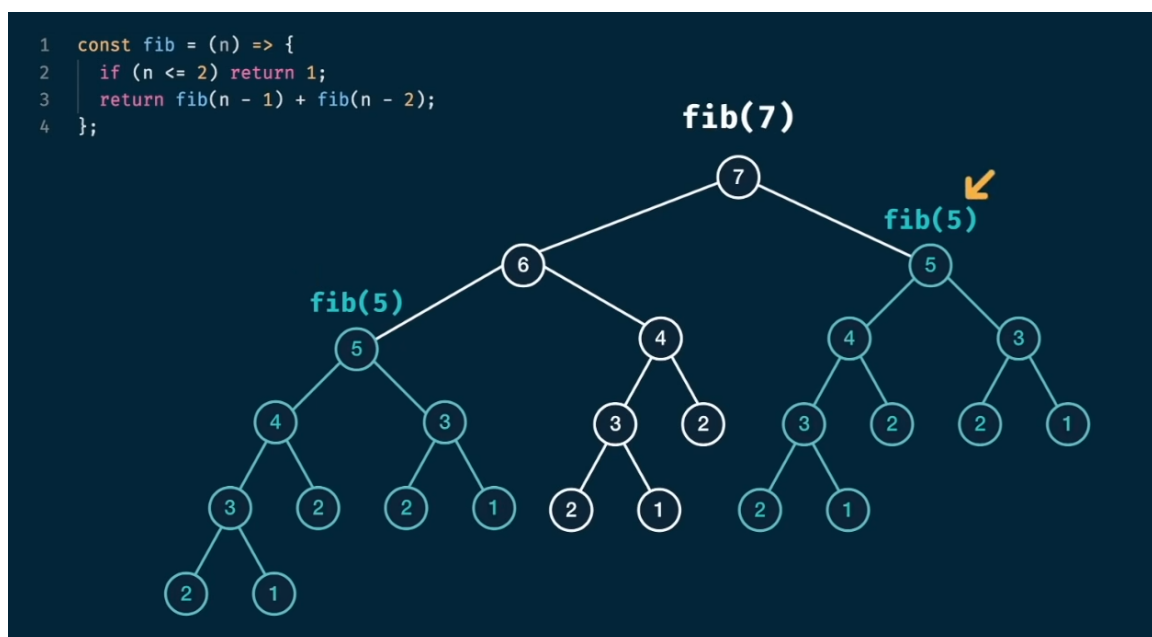 1 const fib = (n) => {
2 if (n <= 2) return 1;
3 return fib(n - 1) + fib(n - 2);
4 };
fib(7)
7
fib(5)
6 5
fib(5)
5 4 4 3
4 3 3 2 3 2 2 1
3 2 2 1 2 1 2 1
2 1